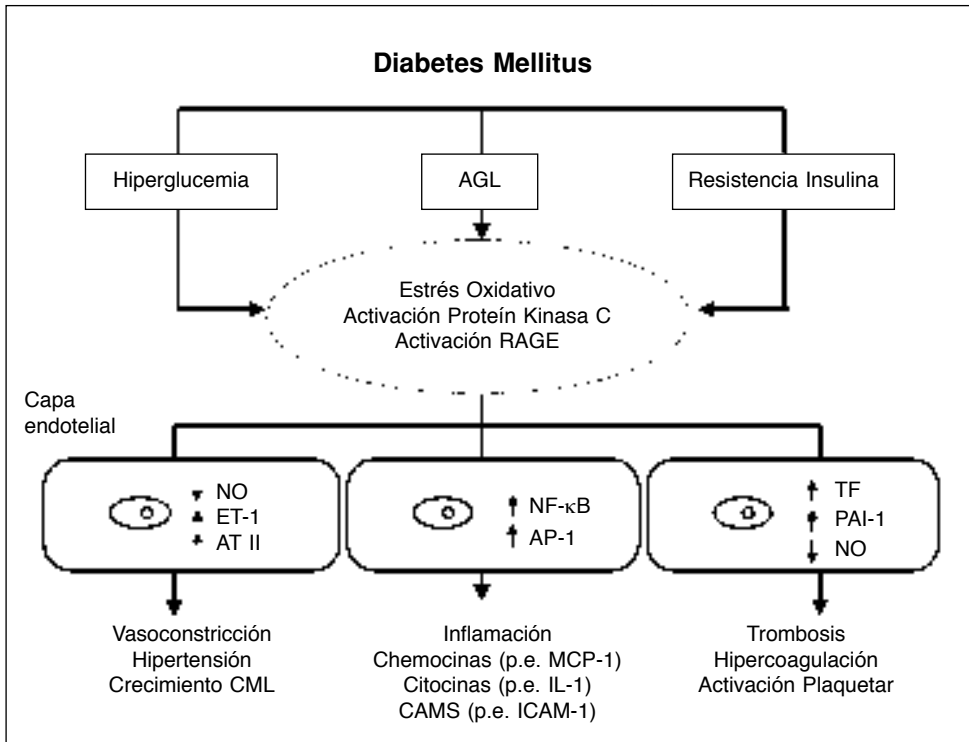 Diabetes Mellitus
Hiperglucemia
AGL
Resistencia Insulina
Estrés Oxidativo
Activación Proteín Kinasa C
Activación RAGE
Capa
endotelial
NO
ET-1
AT II
NF-κB
AP-1
TF
PAI-1
NO
Vasoconstricción
Hipertensión
Crecimiento CML
Inflamación
Chemocinas (p.e. MCP-1)
Citocinas (p.e. IL-1)
CAMS (p.e. ICAM-1)
Trombosis
Hipercoagulación
Activación Plaquetar